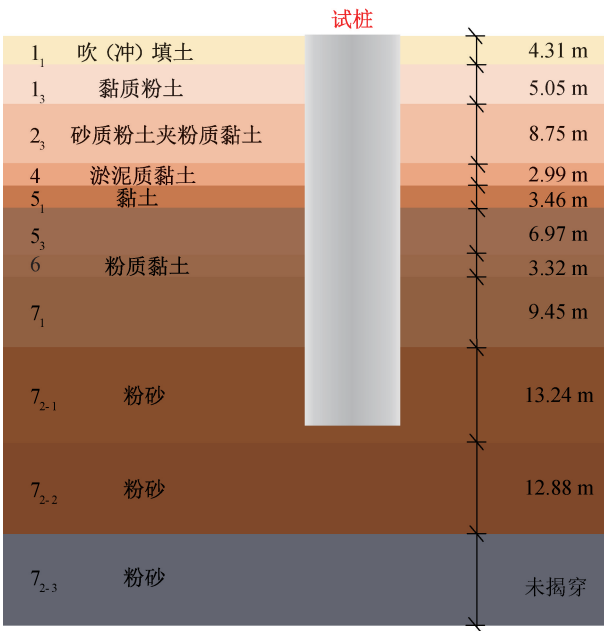 试桩
1₁ 吹（冲）填土 4.31 m
1₃ 黏质粉土 5.05 m
2₃ 砂质粉土夹粉质黏土 8.75 m
4 淤泥质黏土 2.99 m
5₁ 黏土 3.46 m
5₃ 6.97 m
6 粉质黏土 3.32 m
7₁ 9.45 m
7₂₋₁ 粉砂 13.24 m
7₂₋₂ 粉砂 12.88 m
7₂₋₃ 粉砂 未揭穿